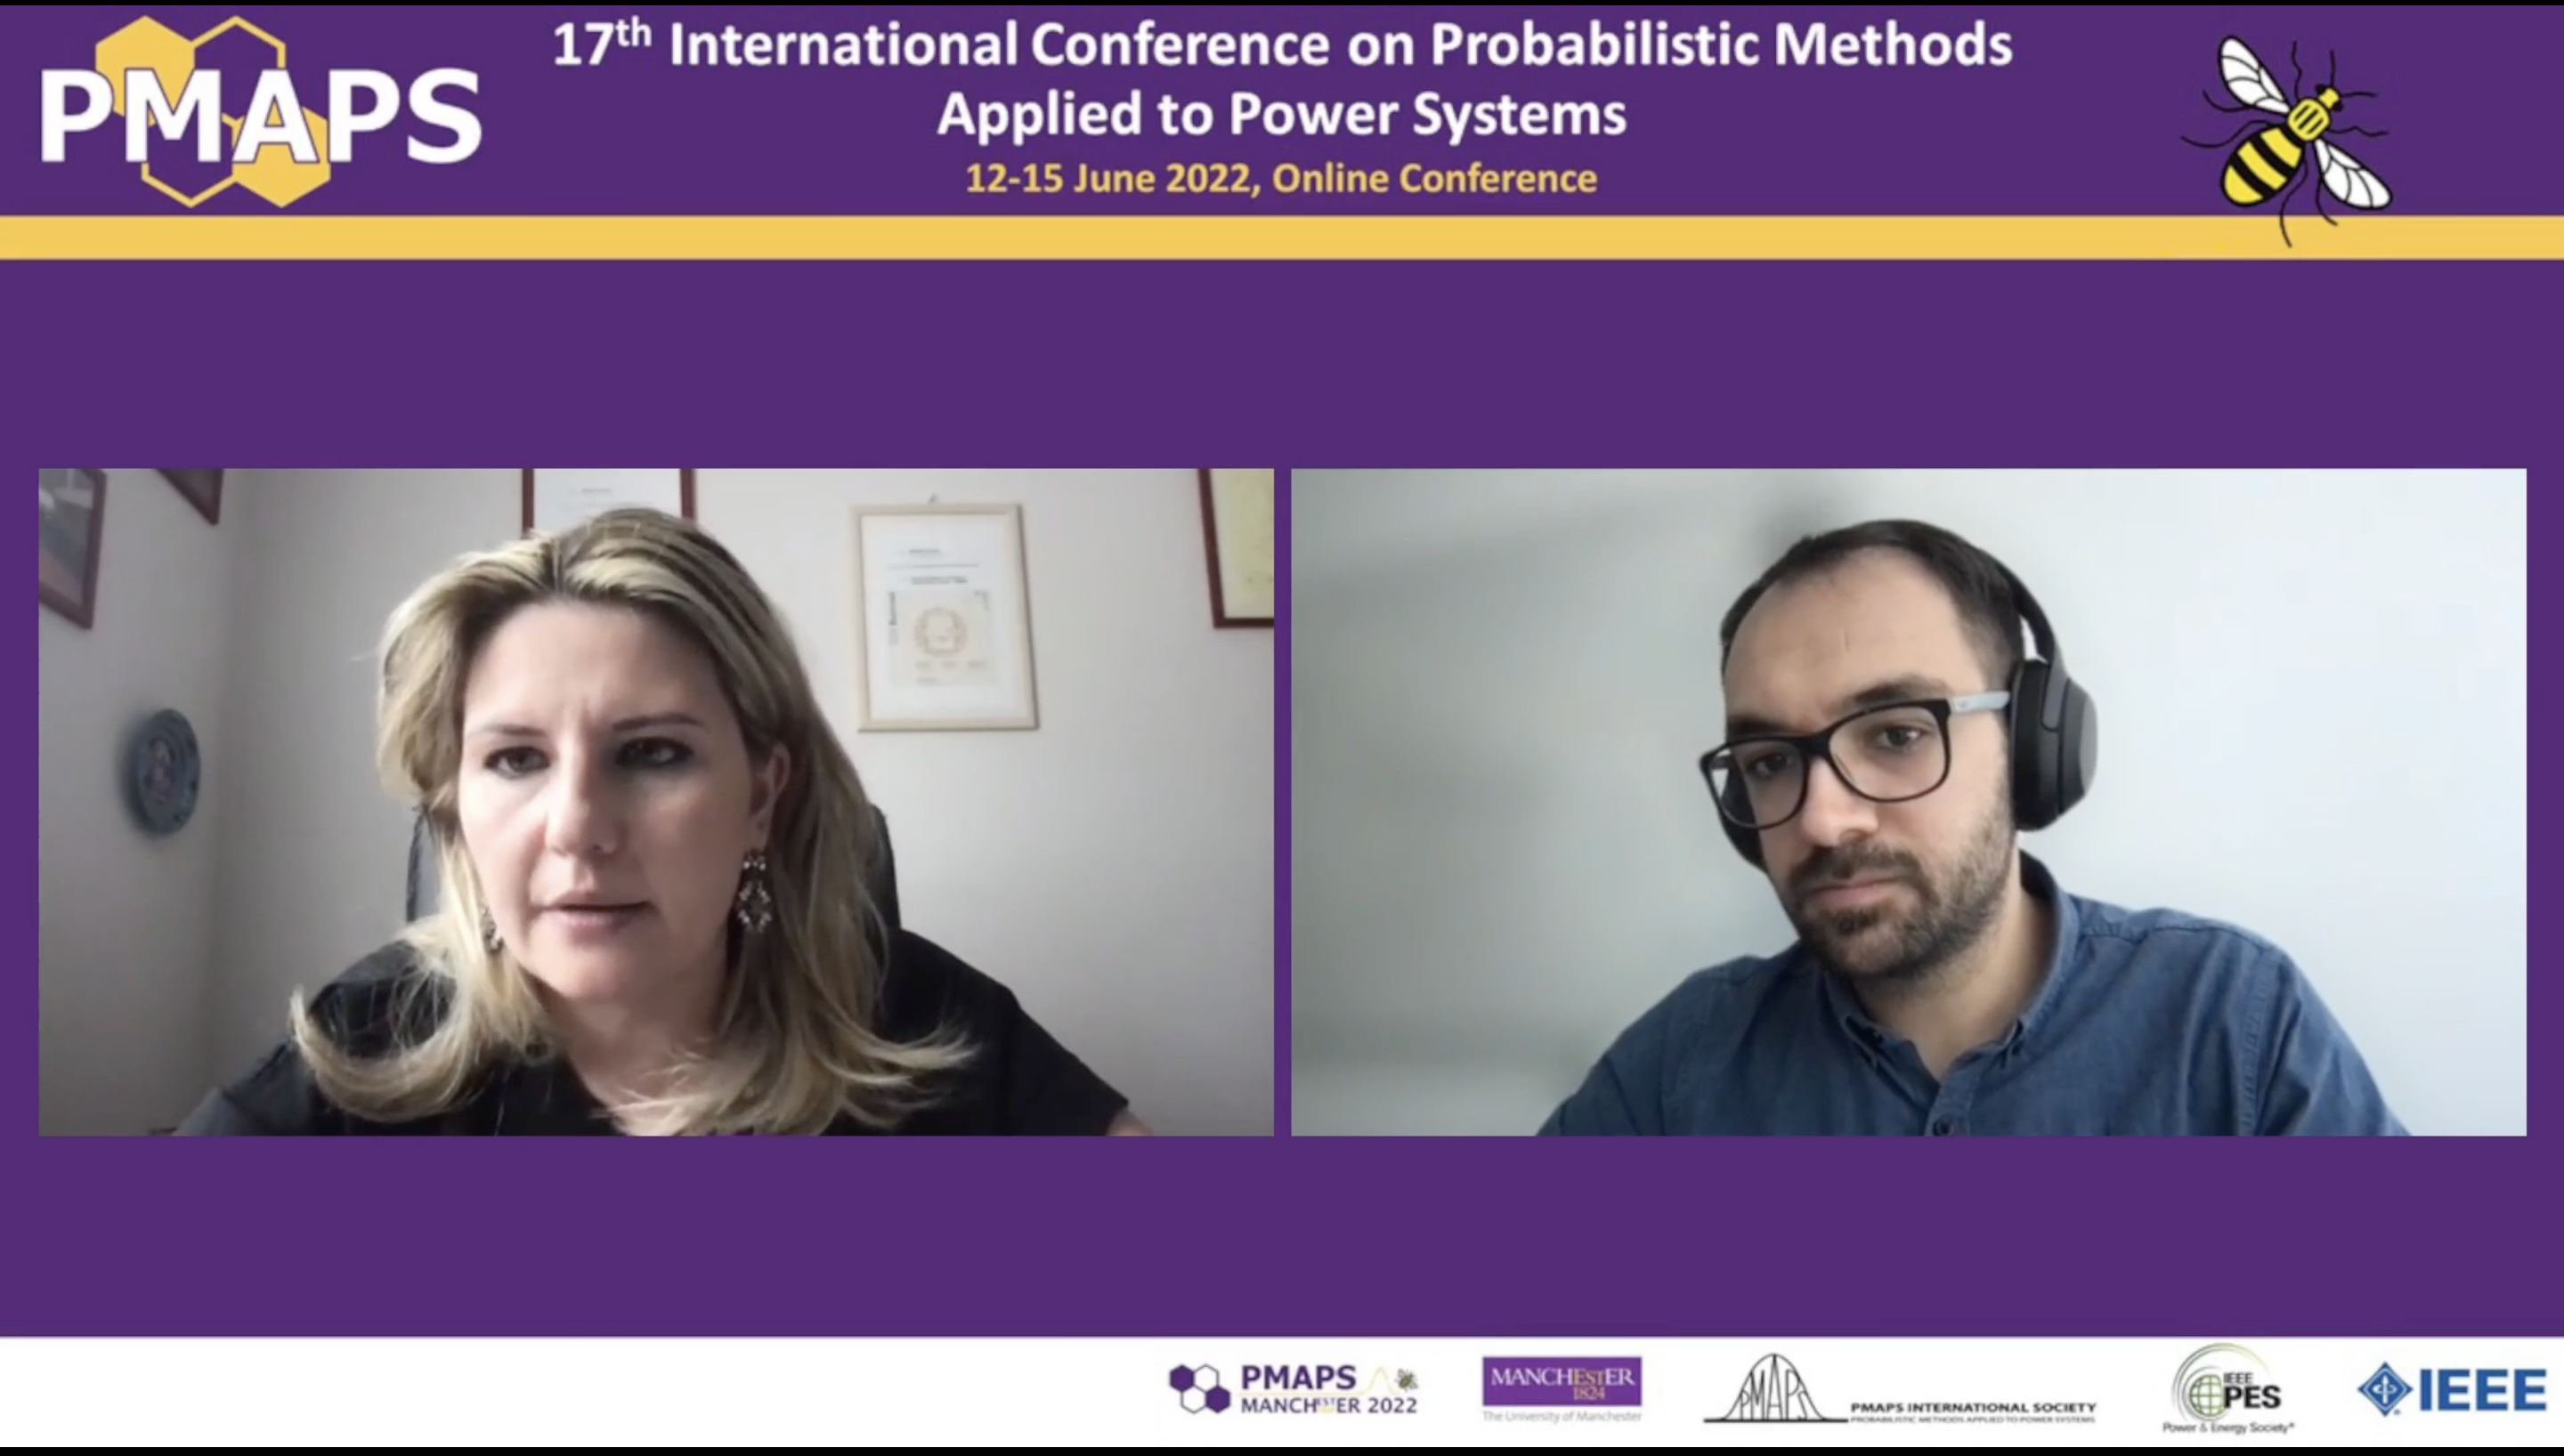 PMAPS
17th International Conference on Probabilistic Methods
Applied to Power Systems
12-15 June 2022, Online Conference
PMAPS
MANCHESTER 2022
MANCHESTER
1824
The University of Manchester
PMAPS
PMAPS INTERNATIONAL SOCIETY
PROBABILISTIC METHODS APPLIED TO POWER SYSTEMS
IEEE
PES
Power & Energy Society®
IEEE